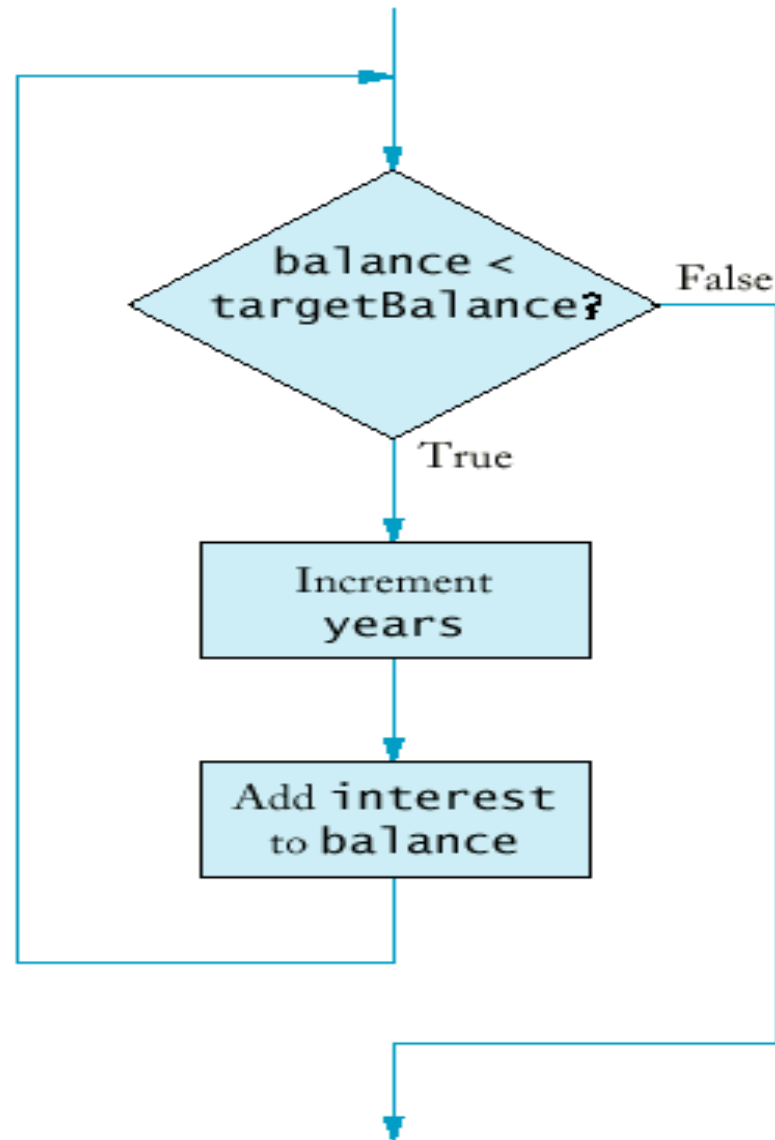 balance <
targetBalance?
False
True
Increment
years
Add interest
to balance